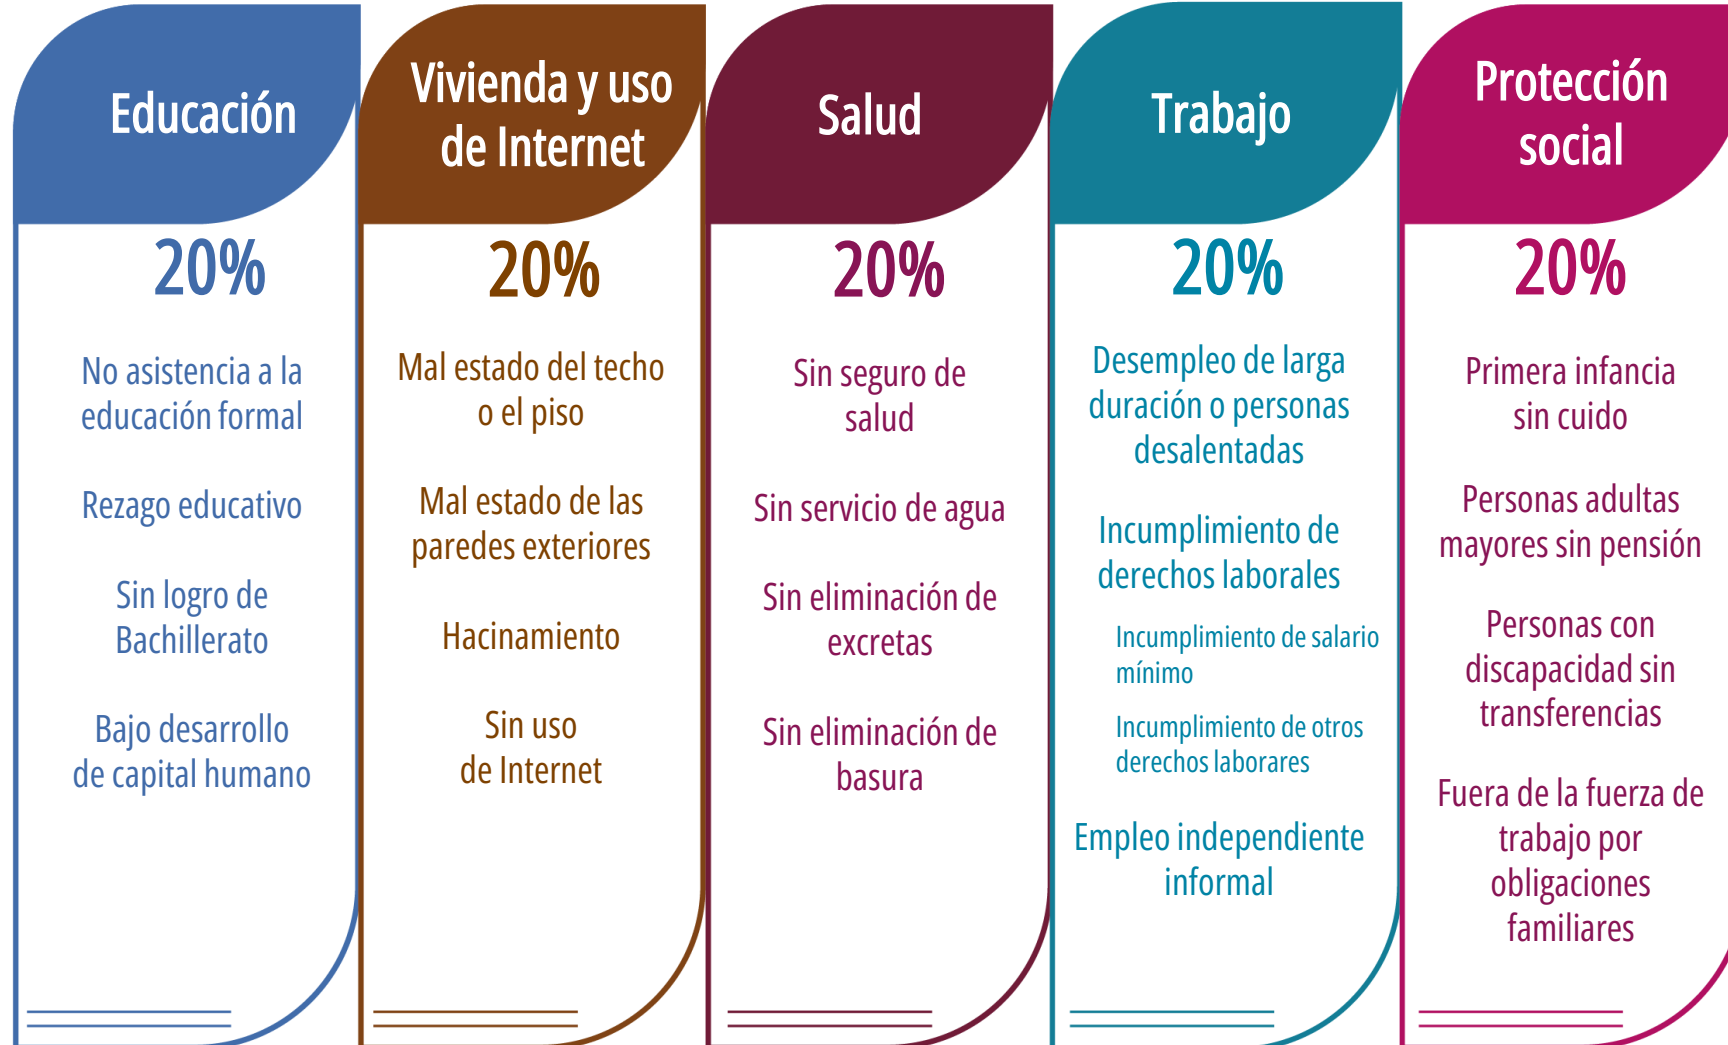 Educación
20%
No asistencia a la
educación formal
Rezago educativo
Sin logro de
Bachillerato
Bajo desarrollo
de capital humano
Vivienda y uso
de Internet
20%
Mal estado del techo
o el piso
Mal estado de las
paredes exteriores
Hacinamiento
Sin uso
de Internet
Salud
20%
Sin seguro de
salud
Sin servicio de agua
Sin eliminación de
excretas
Sin eliminación de
basura
Trabajo
20%
Desempleo de larga
duración o personas
desalentadas
Incumplimiento de
derechos laborales
Incumplimiento de salario
mínimo
Incumplimiento de otros
derechos laborares
Empleo independiente
informal
Protección
social
20%
Primera infancia
sin cuido
Personas adultas
mayores sin pensión
Personas con
discapacidad sin
transferencias
Fuera de la fuerza de
trabajo por
obligaciones
familiares